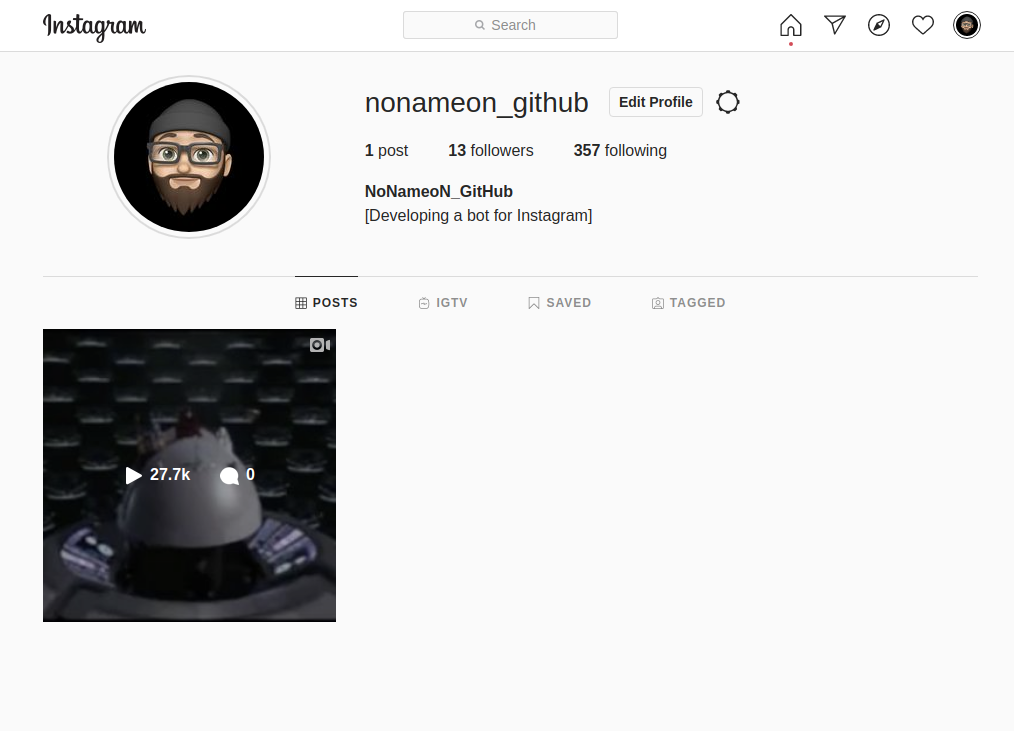 Instagram
Search
nonameon_github Edit Profile
1 post 13 followers 357 following
NoNameoN_GitHub
[Developing a bot for Instagram]
POSTS IGTV SAVED TAGGED
27.7k 0